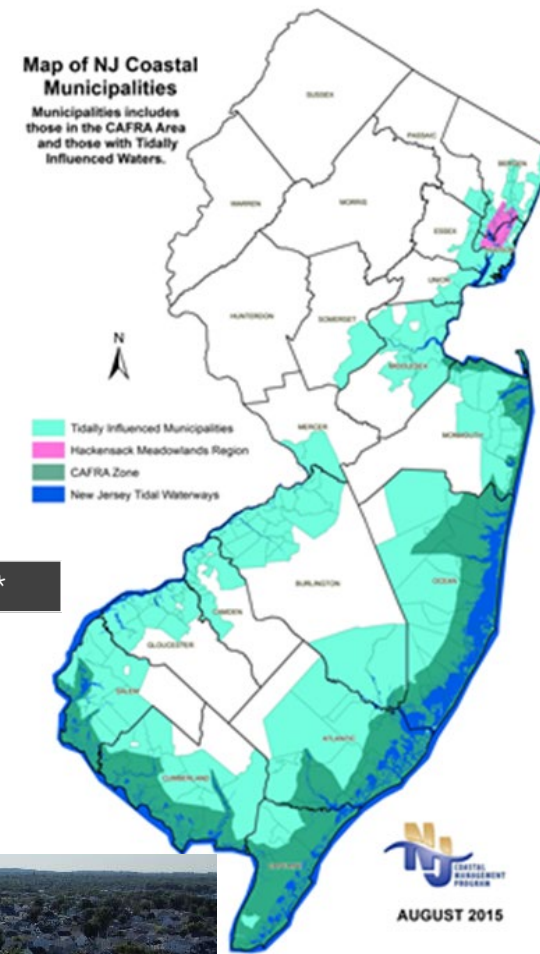 Map of NJ Coastal
Municipalities
Municipalities includes
those in the CAFRA Area
and those with Tidally
Influenced Waters.
SUSSEX
PASSAIC
BERGEN
WARREN
MORRIS
ESSEX
UNION
HUNTERDON
SOMERSET
MIDDLESEX
N
MERCER
MONMOUTH
Tidally Influenced Municipalities
Hackensack Meadowlands Region
CAFRA Zone
New Jersey Tidal Waterways
*
BURLINGTON
OCEAN
CAMDEN
GLOUCESTER
SALEM
ATLANTIC
CUMBERLAND
NJ
COASTAL
MANAGEMENT
PROGRAM
AUGUST 2015